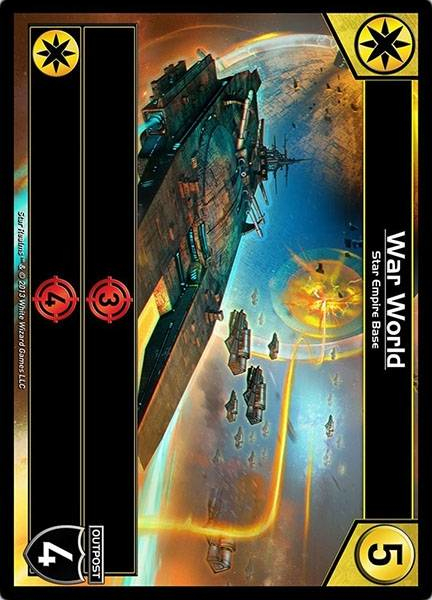 War World
Star Empire Base
5
3
4
OUTPOST
4
Star Realms™ & © 2013 White Wizard Games LLC